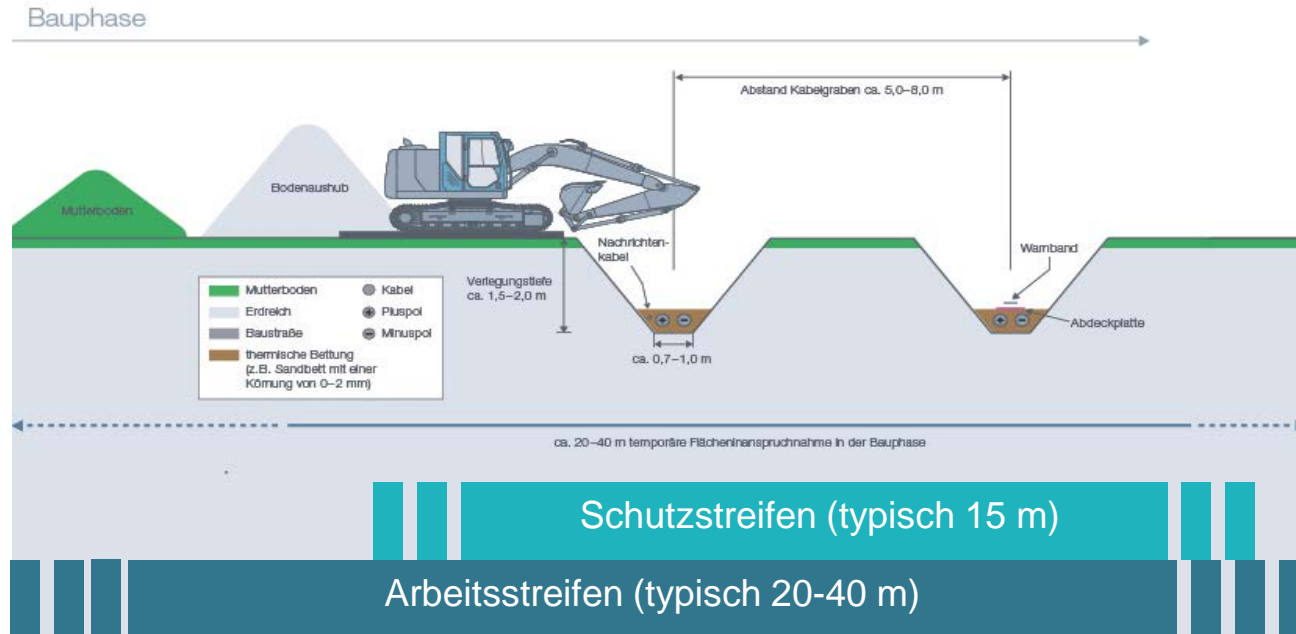 Bauphase
Abstand Kabelgraben ca. 5,0–8,0 m
Bodenaushub
Mutterboden
Nachrichten-
kabel
Warnband
Verlegungstiefe
ca. 1,5–2,0 m
Abdeckplatte
ca. 0,7–1,0 m
Mutterboden
Erdreich
Baustraße
thermische Bettung
(z.B. Sandbett mit einer
Körnung von 0–2 mm)
Kabel
Pluspol
Minuspol
ca. 20–40 m temporäre Flächeninanspruchnahme in der Bauphase
Schutzstreifen (typisch 15 m)
Arbeitsstreifen (typisch 20-40 m)